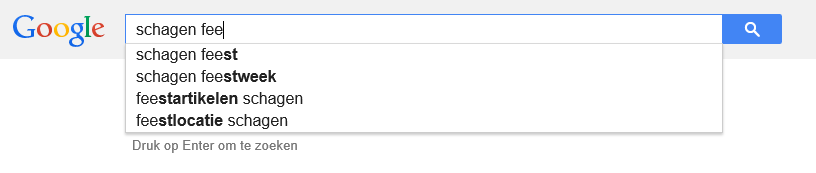 Google schagen fee
schagen feest
schagen feestweek
feestartikelen schagen
feestlocatie schagen
Druk op Enter om te zoeken